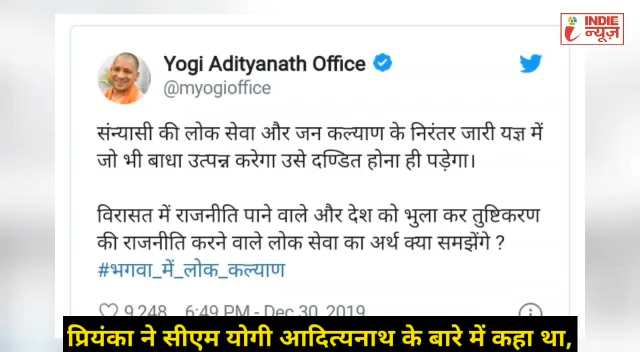 INDIE
न्यूज़
Yogi Adityanath Office
@myogioffice
संन्यासी की लोक सेवा और जन कल्याण के निरंतर जारी यज्ञ में
जो भी बाधा उत्पन्न करेगा उसे दण्डित होना ही पड़ेगा।
विरासत में राजनीति पाने वाले और देश को भुला कर तुष्टिकरण
की राजनीति करने वाले लोक सेवा का अर्थ क्या समझेंगे ?
#भगवा_में_लोक_कल्याण
9,248 6:49 PM - Dec 30, 2019
प्रियंका ने सीएम योगी आदित्यनाथ के बारे में कहा था,